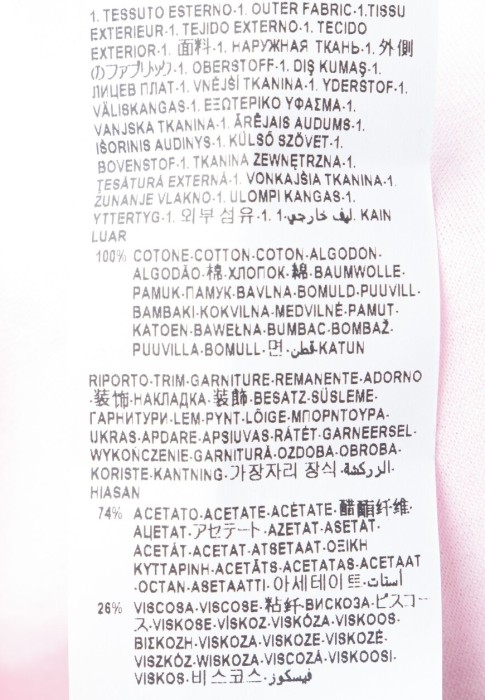 1. TESSUTO ESTERNO·1. OUTER FABRIC·1.TISSU
EXTERIEUR·1. TEJIDO EXTERNO·1. TECIDO
EXTERIOR·1. 面料·1. НАРУЖНАЯ ТКАНЬ·1. 外側
のファブリック·1. OBERSTOFF·1. DIŞ KUMAŞ·1.
ЛИЦЕВ ПЛАТ·1. VNĚJŠÍ TKANINA·1. YDERSTOF·1.
VÄLISKANGAS·1. ΕΞΩΤΕΡΙΚΟ ΥΦΑΣΜΑ·1.
VANJSKA TKANINA·1. ĀRĒJAIS AUDUMS·1.
IŠORINIS AUDINYS·1. KÜLSŐ SZÖVET·1.
BOVENSTOF·1. TKANINA ZEWNĘTRZNA·1.
ŢESĂTURĂ EXTERNĂ·1. VONKAJŠIA TKANINA·1.
ZUNANJE VLAKNO·1. ULOMPI KANGAS·1.
YTTERTYG·1. 외부 섬유·1. ليف خارجي·1. KAIN
LUAR
100% COTONE·COTTON·COTON·ALGODON·
ALGODÃO·棉·ХЛОПОК·綿·BAUMWOLLE·
PAMUK·ПАМУК·BAVLNA·BOMULD·PUUVILL·
ΒΑΜΒΑΚΙ·KOKVILNA·MEDVILNĖ·PAMUT·
KATOEN·BAWEŁNA·BUMBAC·BOMBAŽ·
PUUVILLA·BOMULL·면·قطن·KATUN
RIPORTO·TRIM·GARNITURE·REMANENTE·ADORNO
·装饰·НАКЛАДКА·装飾·BESATZ·SÜSLEME·
ГАРНИТУРИ·LEM·PYNT·LÕIGE·ΜΠΟΡΝΤΟΥΡΑ·
UKRAS·APDARE·APSIUVAS·RÁTÉT·GARNEERSEL·
WYKOŃCZENIE·GARNITURĂ·OZDOBA·OBROBA·
KORISTE·KANTNING·가장자리 장식·الزركشة·
HIASAN
74% ACETATO·ACETATE·ACÉTATE·醋酯纤维·
АЦЕТАТ·アセテート·AZETAT·ASETAT·
ACETÁT·ACETAT·ATSETAAT·ΟΞΙΚΗ
ΚΥΤΤΑΡΙΝΗ·ACETĀTS·ACETATAS·ACETAAT
·OCTAN·ASETAATTI·아세테이트·أستات·
26% VISCOSA·VISCOSE·粘纤·ВИСКОЗА·ビスコー
ス·VISKOSE·VİSKOZ·VISKÓZA·VISKOOS·
ΒΙΣΚΟΖΗ·VISKOZA·VISKOZE·VISKOZĖ·
VISZKÓZ·WISKOZA·VISCOZĂ·VISKOOSI·
VISKOS·비스코스·فيسكوز